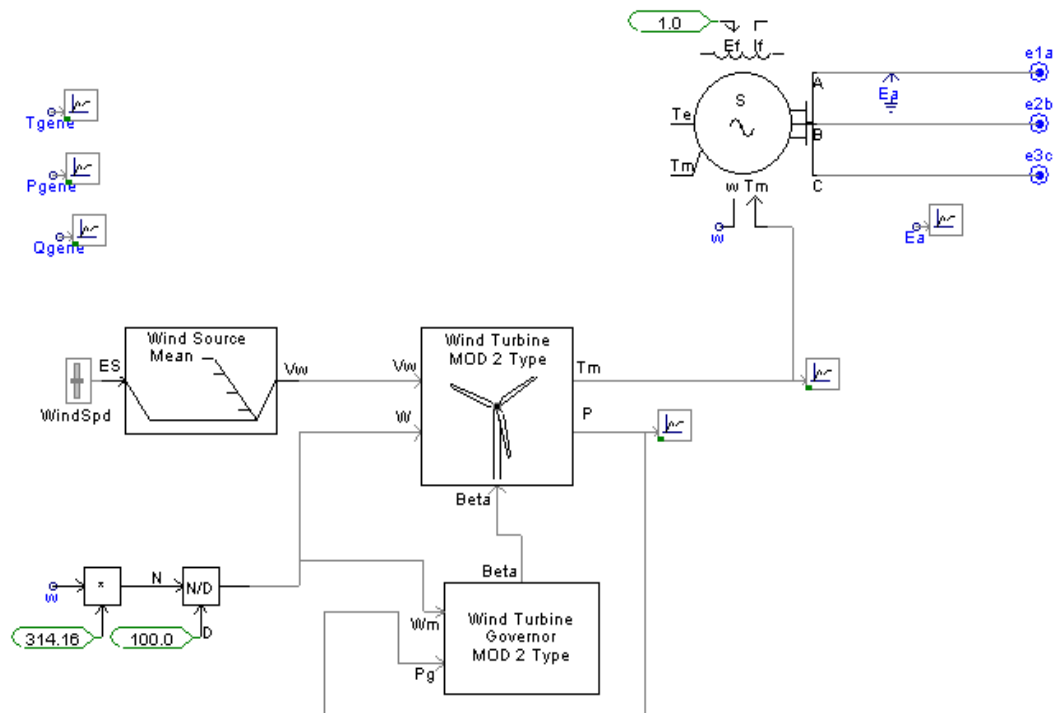 1.0
Ef If
e1a
A
Ea
S
e2b
Te
B
e3c
Tm
C
w Tm
w
Ea
Tgene
Pgene
Qgene
Wind Source
Mean
ES
Vw
WindSpd
Wind Turbine
MOD 2 Type
Vw
W
Tm
P
Beta
Beta
w
*
N
N/D
D
314.16
100.0
Wm
Pg
Wind Turbine
Governor
MOD 2 Type